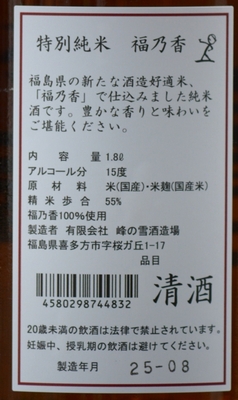 特別純米　福乃香
福島県の新たな酒造好適米、
「福乃香」で仕込みました純米
酒です。豊かな香りと味わいを
ご堪能ください。
内容量 1.8ℓ
アルコール分 15度
原材料 米(国産)・米麹(国産米)
精米歩合 55%
福乃香100%使用
製造者 有限会社 峰の雪酒造場
福島県喜多方市字桜ガ丘1-17
品目
清酒
4580298744832
20歳未満の飲酒は法律で禁止されています。
妊娠中、授乳期の飲酒は避けてください。
製造年月 25-08